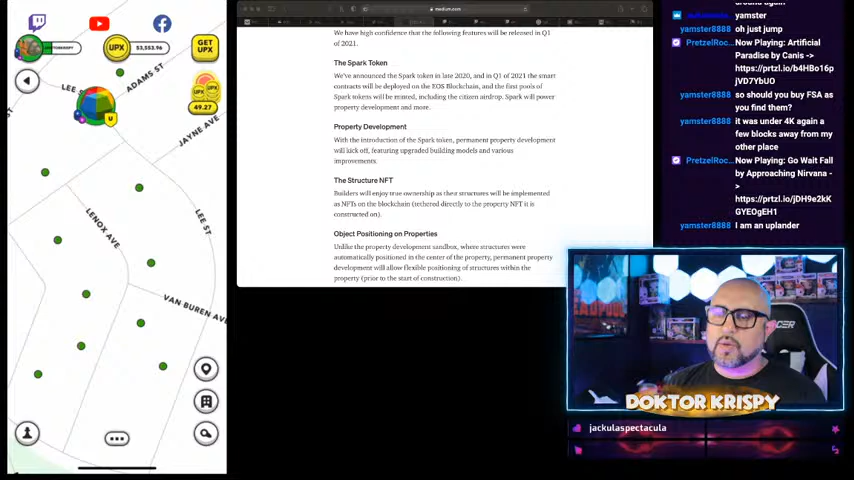 UPX
53,553.96
GET
UPX
49.27
LEE S
ADAMS ST
JAYNE AVE
LENOX AVE
LEE ST
VAN BUREN AVE
medium.com
We have high confidence that the following features will be released in Q1
of 2021.
The Spark Token
We've announced the Spark token in late 2020, and in Q1 of 2021 the smart
contracts will be deployed on the EOS Blockchain, and the first pools of
Spark tokens will be minted, including the citizen airdrop. Spark will power
property development and more.
Property Development
With the introduction of the Spark token, permanent property development
will kick off, featuring upgraded building models and various
improvements.
The Structure NFT
Builders will enjoy true ownership as their structures will be implemented
as NFTs on the blockchain (tethered directly to the property NFT it is
constructed on).
Object Positioning on Properties
Unlike the property development sandbox, where structures were
automatically positioned in the center of the property, permanent property
development will allow flexible positioning of structures within the
property (prior to the start of construction).
around again
yamster
yamster8888 oh just jump
PretzelRoc... Now Playing: Artificial
Paradise by Canls ->
https://prtzl.io/b4HBo16p
jVD7YbUO
yamster8888 so should you buy FSA as
you find them?
yamster8888 it was under 4K again a
few blocks away from my
other place
PretzelRoc... Now Playing: Go Wait Fall
by Approaching Nirvana -
>
https://prtzl.io/jDH9e2kK
GYEOgEH1
yamster8888 I am an uplander
DEADPOOL
DOKTOR KRISPY
jackulaspectacula